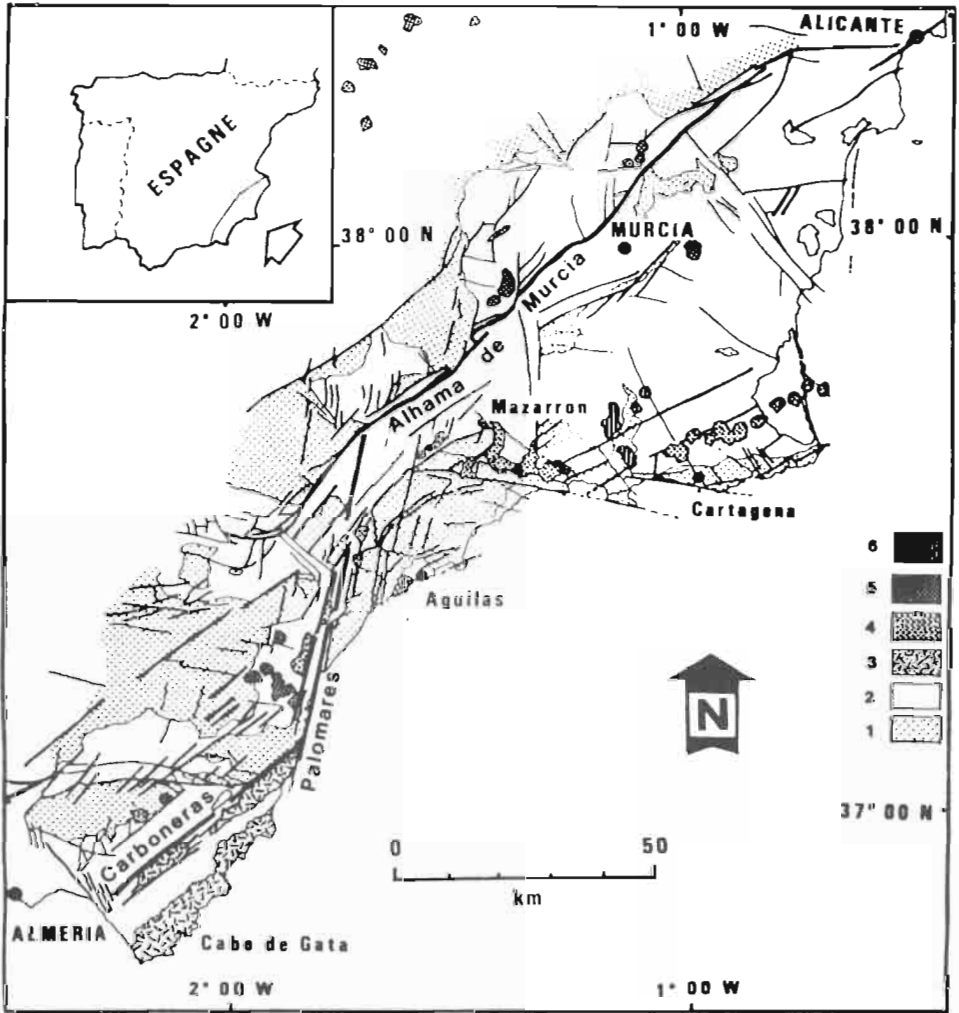 1° 00 W
ALICANTE
ESPAGNE
38° 00 N
MURCIA
38° 00 N
2° 00 W
Alhama de Murcia
Mazarron
Cartagena
6
5
4
3
2
1
Aguilas
N
Palomares
Carboneras
37° 00 N
0 50
km
ALMERIA
Cabo de Gata
2° 00 W
1° 00 W